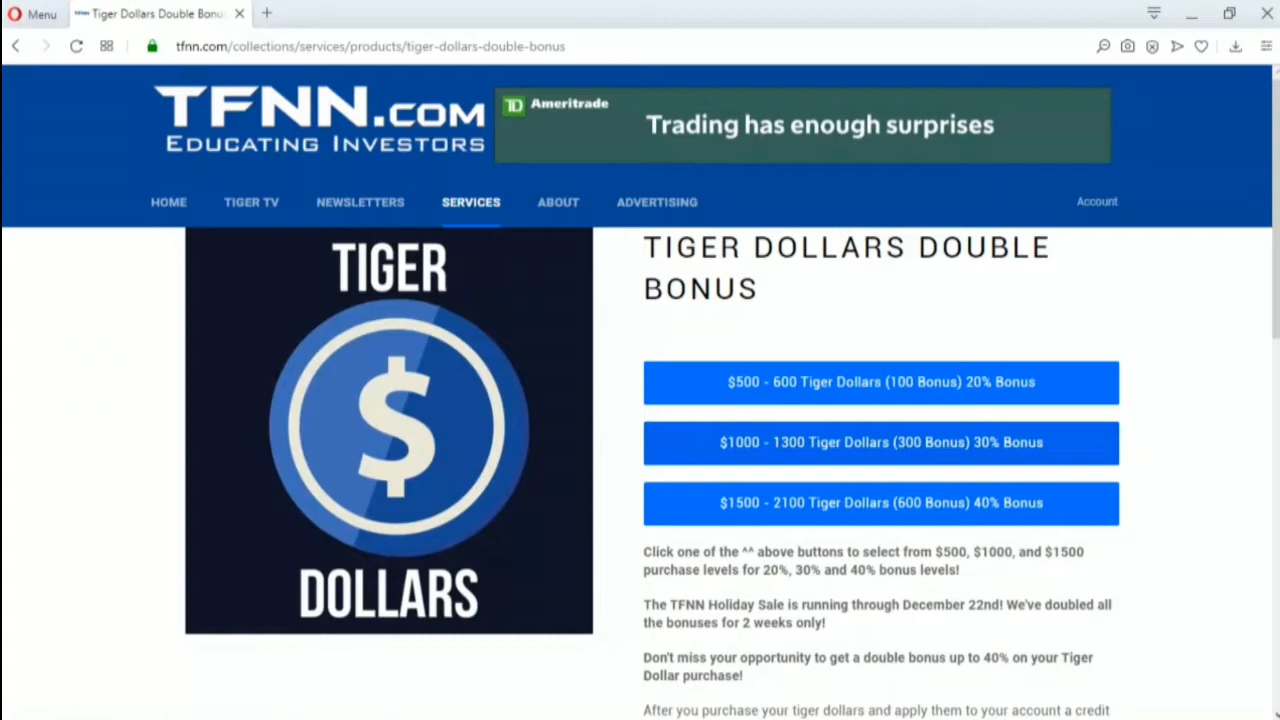 Menu
Tiger Dollars Double Bonu
tfnn.com/collections/services/products/tiger-dollars-double-bonus
TFNN.COM
EDUCATING INVESTORS
TD Ameritrade
Trading has enough surprises
HOME TIGER TV NEWSLETTERS SERVICES ABOUT ADVERTISING Account
TIGER
$
DOLLARS
TIGER DOLLARS DOUBLE
BONUS
$500 - 600 Tiger Dollars (100 Bonus) 20% Bonus
$1000 - 1300 Tiger Dollars (300 Bonus) 30% Bonus
$1500 - 2100 Tiger Dollars (600 Bonus) 40% Bonus
Click one of the ^^ above buttons to select from $500, $1000, and $1500
purchase levels for 20%, 30% and 40% bonus levels!
The TFNN Holiday Sale is running through December 22nd! We've doubled all
the bonuses for 2 weeks only!
Don't miss your opportunity to get a double bonus up to 40% on your Tiger
Dollar purchase!
After you purchase your tiger dollars and apply them to your account a credit